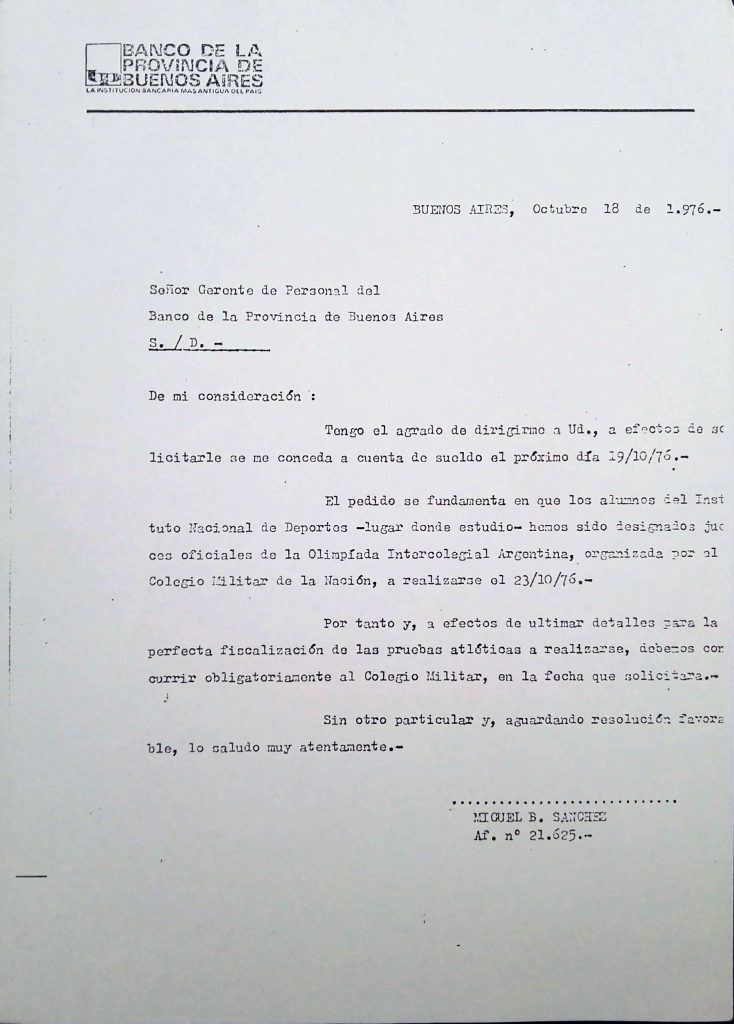 BANCO DE LA
PROVINCIA DE
BUENOS AIRES
LA INSTITUCION BANCARIA MAS ANTIGUA DEL PAIS
BUENOS AIRES, Octubre 18 de 1.976.-
Señor Gerente de Personal del
Banco de la Provincia de Buenos Aires
S. / D. -
De mi consideración :
Tengo el agrado de dirigirme a Ud., a efectos de so
licitarle se me conceda a cuenta de sueldo el próximo día 19/10/76.-
El pedido se fundamenta en que los alumnos del Inst
tuto Nacional de Deportes -lugar donde estudio- hemos sido designados jue
ces oficiales de la Olimpíada Intercolegial Argentina, organizada por el
Colegio Militar de la Nación, a realizarse el 23/10/76.-
Por tanto y, a efectos de ultimar detalles para la
perfecta fiscalización de las pruebas atléticas a realizarse, debemos con
currir obligatoriamente al Colegio Militar, en la fecha que solicitara.-
Sin otro particular y, aguardando resolución favora
ble, lo saludo muy atentamente.-
MIGUEL B. SANCHEZ
Af. nº 21.625.-